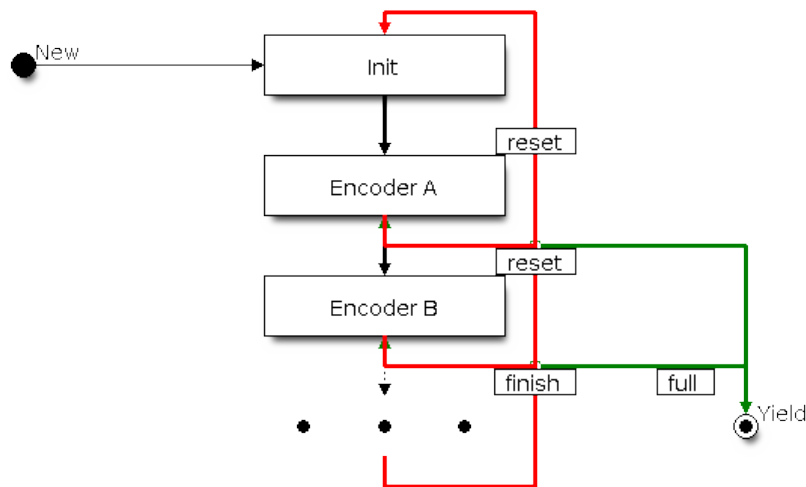 New
Init
reset
Encoder A
reset
Encoder B
finish
full
Yield